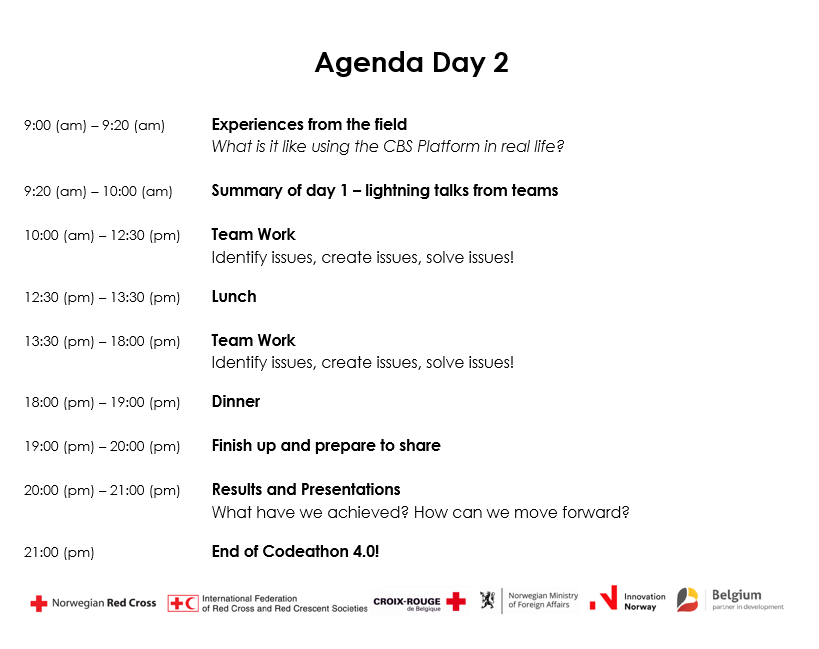 Agenda Day 2
9:00 (am) – 9:20 (am) Experiences from the field
What is it like using the CBS Platform in real life?
9:20 (am) – 10:00 (am) Summary of day 1 – lightning talks from teams
10:00 (am) – 12:30 (pm) Team Work
Identify issues, create issues, solve issues!
12:30 (pm) – 13:30 (pm) Lunch
13:30 (pm) – 18:00 (pm) Team Work
Identify issues, create issues, solve issues!
18:00 (pm) – 19:00 (pm) Dinner
19:00 (pm) – 20:00 (pm) Finish up and prepare to share
20:00 (pm) – 21:00 (pm) Results and Presentations
What have we achieved? How can we move forward?
21:00 (pm) End of Codeathon 4.0!
Norwegian Red Cross
International Federation
of Red Cross and Red Crescent Societies
CROIX-ROUGE
de Belgique
Norwegian Ministry
of Foreign Affairs
Innovation
Norway
Belgium
partner in development